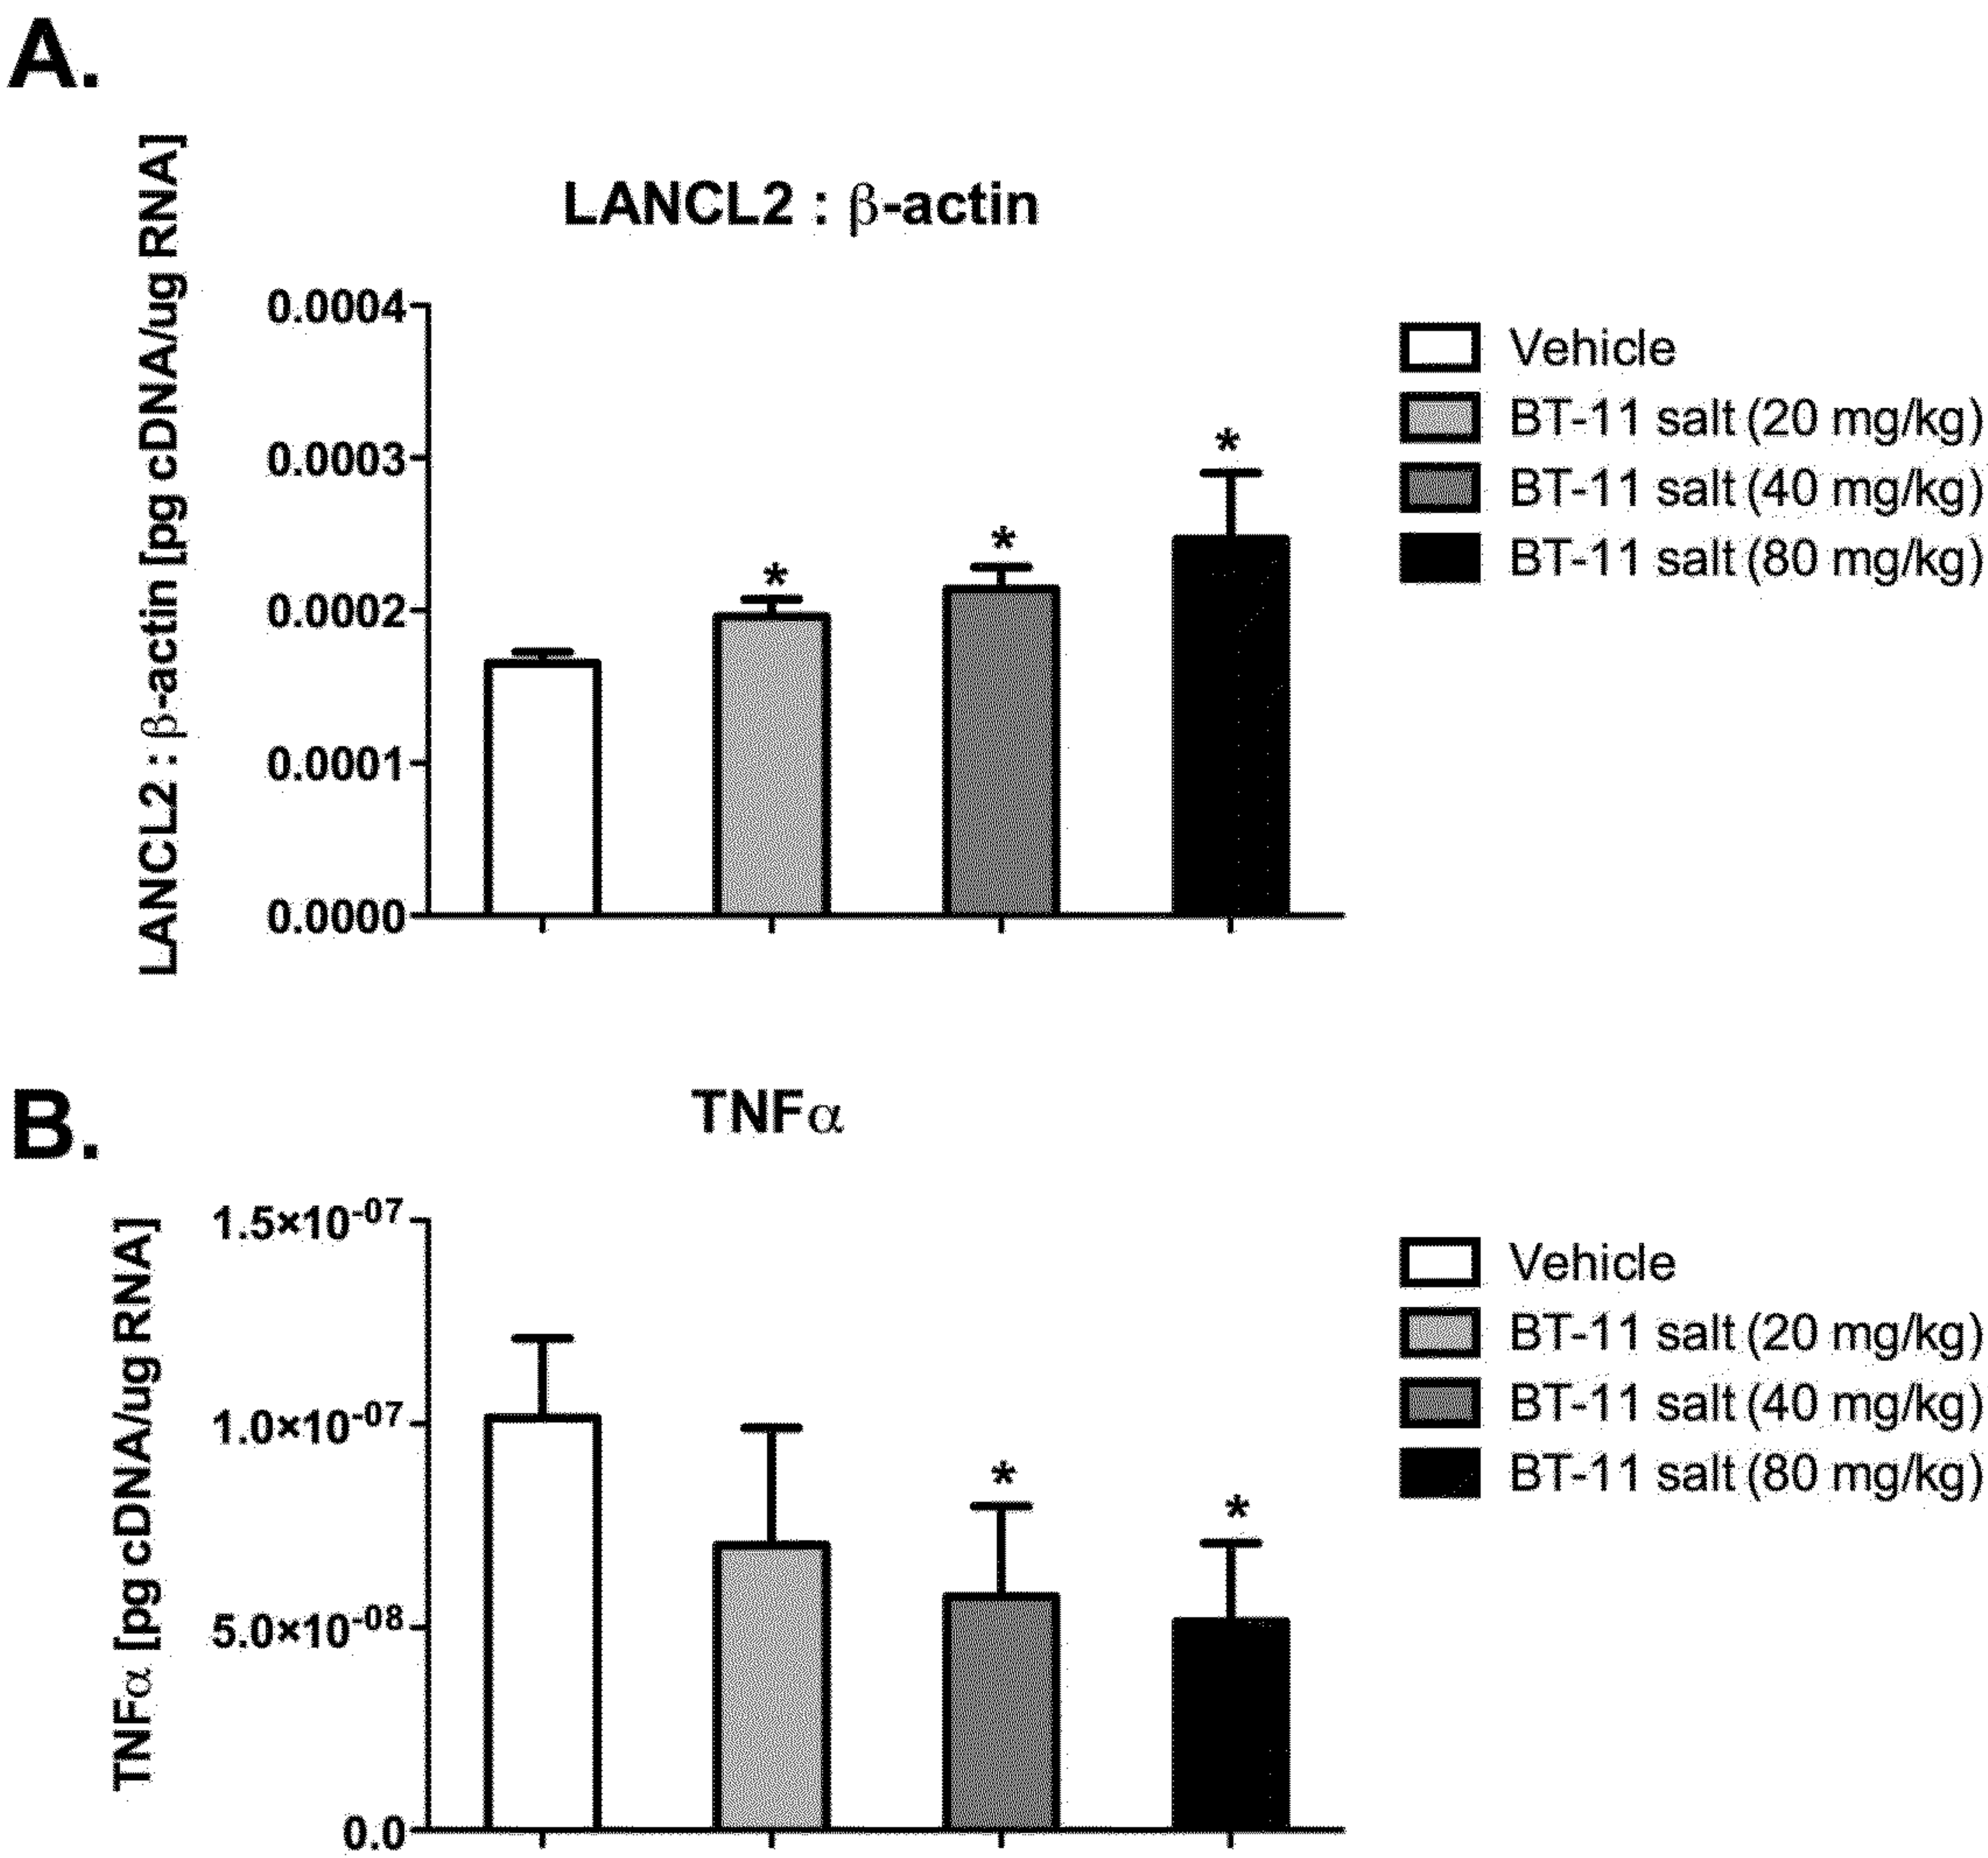 A.
LANCL2 : β-actin
LANCL2 : β-actin [pg cDNA/ug RNA]
0.0004
0.0003
0.0002
0.0001
0.0000
*
*
*
Vehicle
BT-11 salt (20 mg/kg)
BT-11 salt (40 mg/kg)
BT-11 salt (80 mg/kg)
B.
TNFα
TNFα [pg cDNA/ug RNA]
1.5×10-07
1.0×10-07
5.0×10-08
0.0
*
*
Vehicle
BT-11 salt (20 mg/kg)
BT-11 salt (40 mg/kg)
BT-11 salt (80 mg/kg)